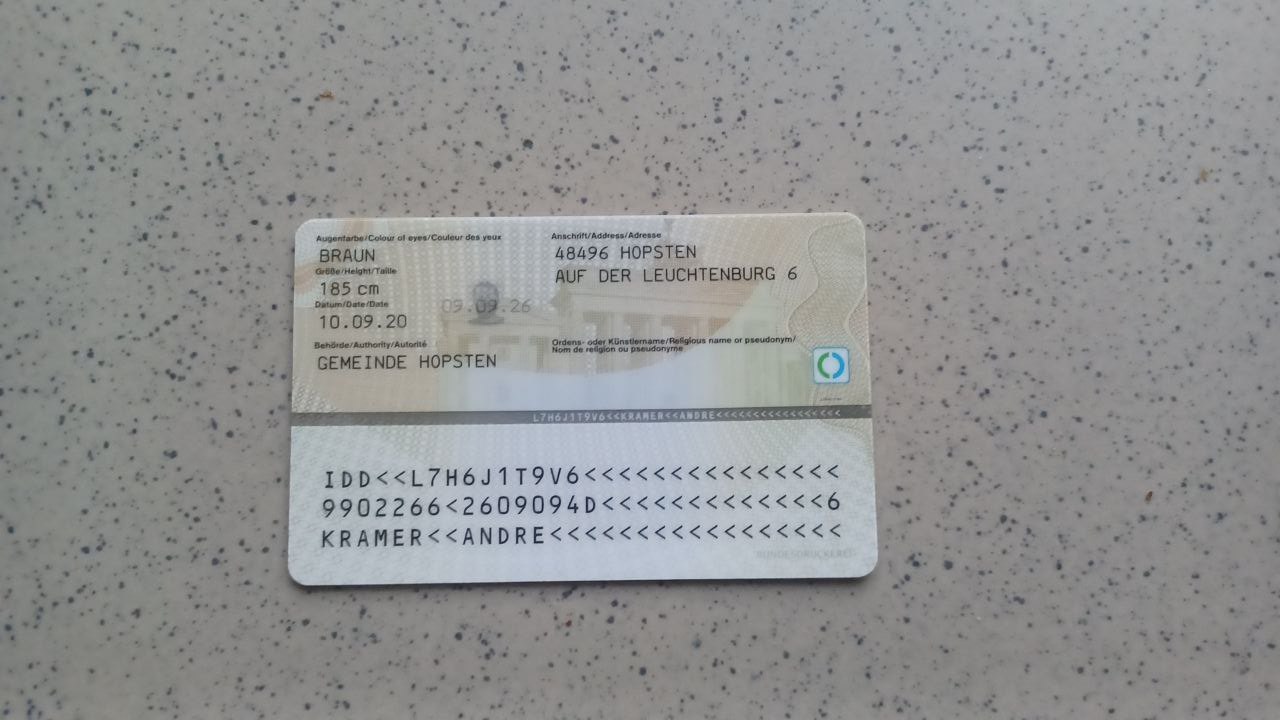 Augenfarbe/Colour of eyes/Couleur des yeux
BRAUN
Größe/Height/Taille
185 cm
Datum/Date/Date
10.09.20
09.09.26
Behörde/Authority/Autorité
GEMEINDE HOPSTEN
Anschrift/Address/Adresse
48496 HOPSTEN
AUF DER LEUCHTENBURG 6
Ordens- oder Künstlername/Religious name or pseudonym/
Nom de religion ou pseudonyme
L7H6J1T9V6<<KRAMER<<ANDRE<<<<<<<<<<<<<<<<<
IDD<<L7H6J1T9V6<<<<<<<<<<<<<<<
9902266<2609094D<<<<<<<<<<<<<6
KRAMER<<ANDRE<<<<<<<<<<<<<<<<<
BUNDESDRUCKEREI